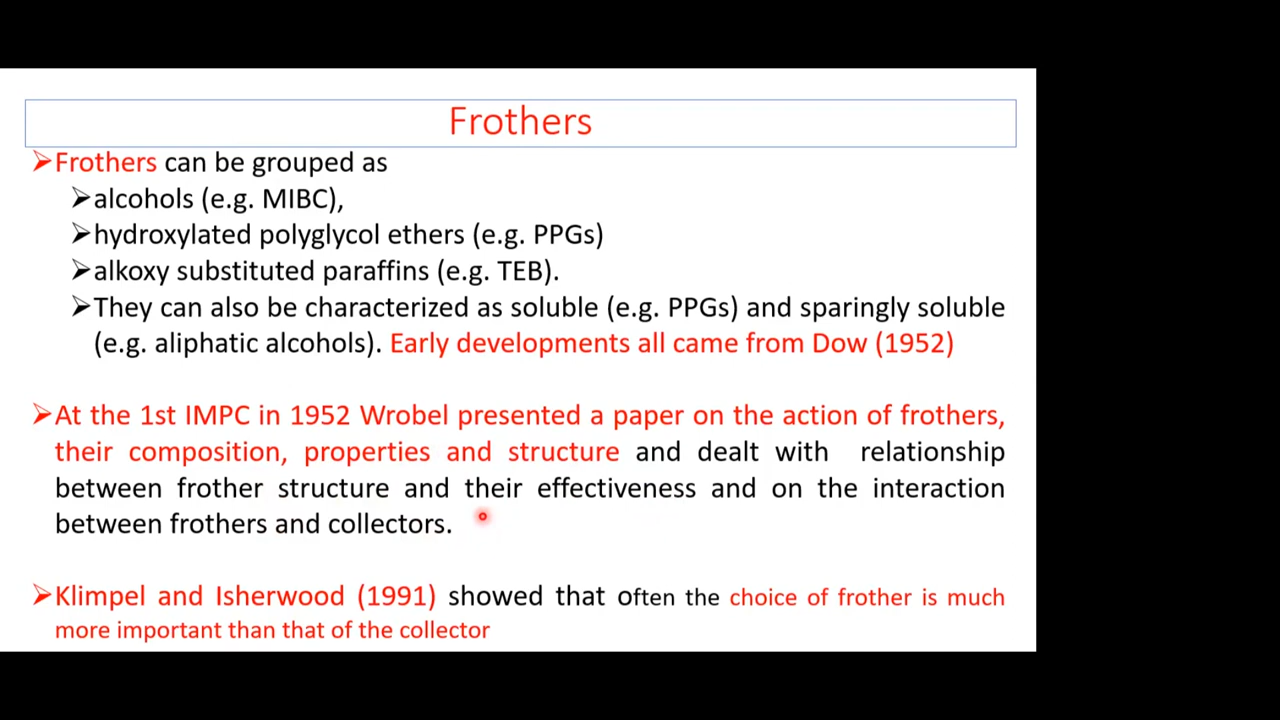 Frothers
➢Frothers can be grouped as
➢alcohols (e.g. MIBC),
➢hydroxylated polyglycol ethers (e.g. PPGs)
➢alkoxy substituted paraffins (e.g. TEB).
➢They can also be characterized as soluble (e.g. PPGs) and sparingly soluble
(e.g. aliphatic alcohols). Early developments all came from Dow (1952)
➢At the 1st IMPC in 1952 Wrobel presented a paper on the action of frothers,
their composition, properties and structure and dealt with relationship
between frother structure and their effectiveness and on the interaction
between frothers and collectors.
➢Klimpel and Isherwood (1991) showed that often the choice of frother is much
more important than that of the collector